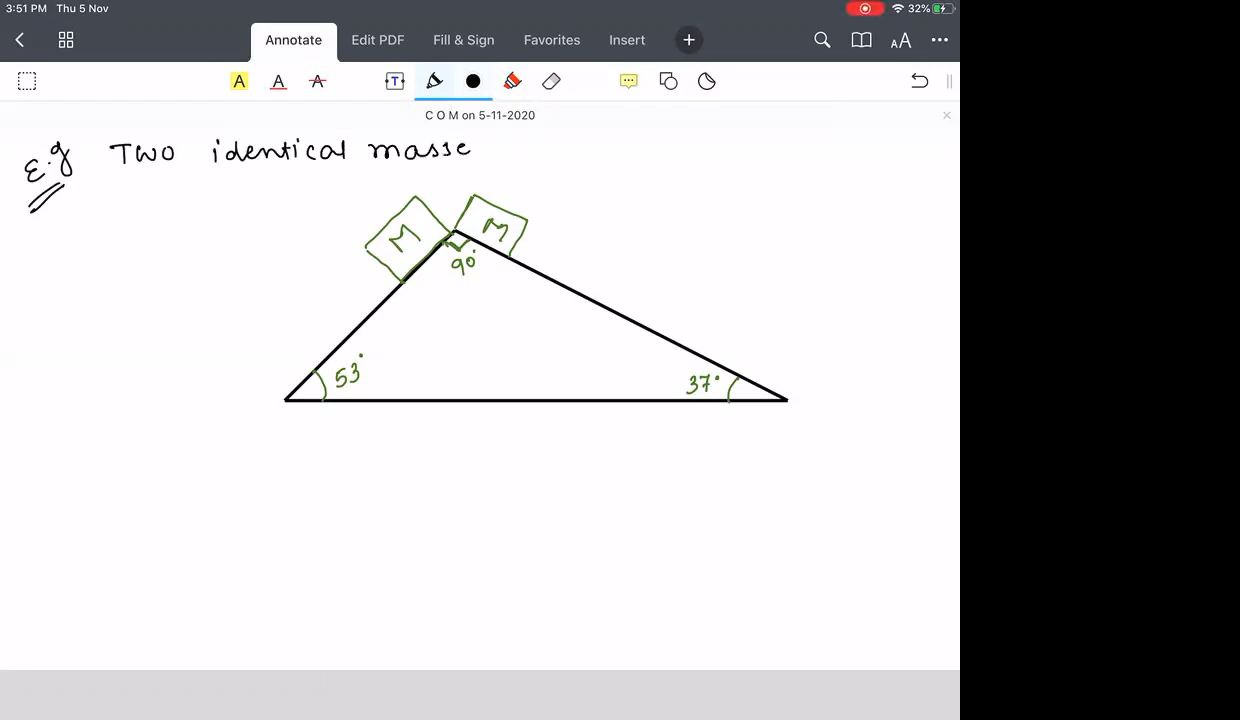 3:51 PM Thu 5 Nov
32%
Annotate Edit PDF Fill & Sign Favorites Insert
A A A T
AA
C O M on 5-11-2020
E.g Two identical masse
M M
90°
53° 37°